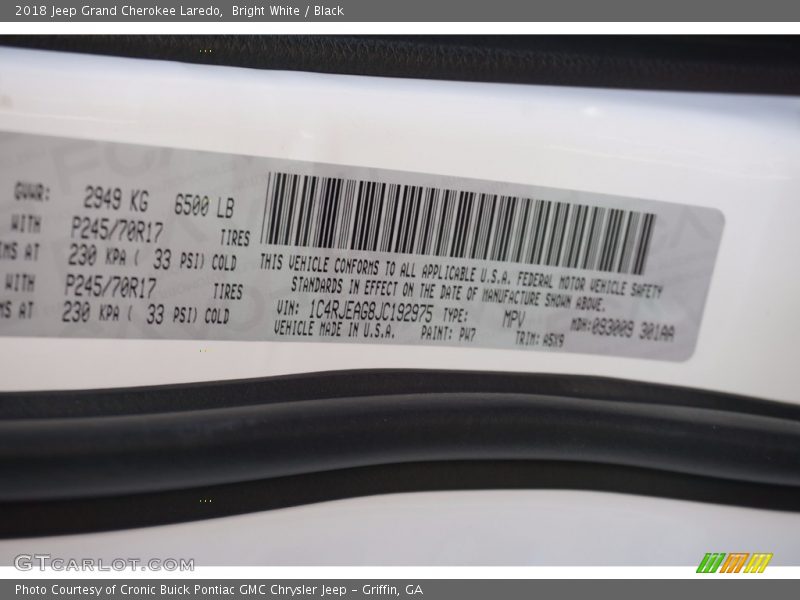 2018 Jeep Grand Cherokee Laredo, Bright White / Black
GVWR: 2949 KG 6500 LB
WITH P245/70R17 TIRES
AT 230 KPA ( 33 PSI) COLD
WITH P245/70R17 TIRES
AT 230 KPA ( 33 PSI) COLD
THIS VEHICLE CONFORMS TO ALL APPLICABLE U.S.A. FEDERAL MOTOR VEHICLE SAFETY
STANDARDS IN EFFECT ON THE DATE OF MANUFACTURE SHOWN ABOVE.
VIN: 1C4RJEAG8JC192975 TYPE: MPV MDH:093009 301AA
VEHICLE MADE IN U.S.A. PAINT: PW7 TRIM: A5X9
GTCARLOT.COM
Photo Courtesy of Cronic Buick Pontiac GMC Chrysler Jeep - Griffin, GA